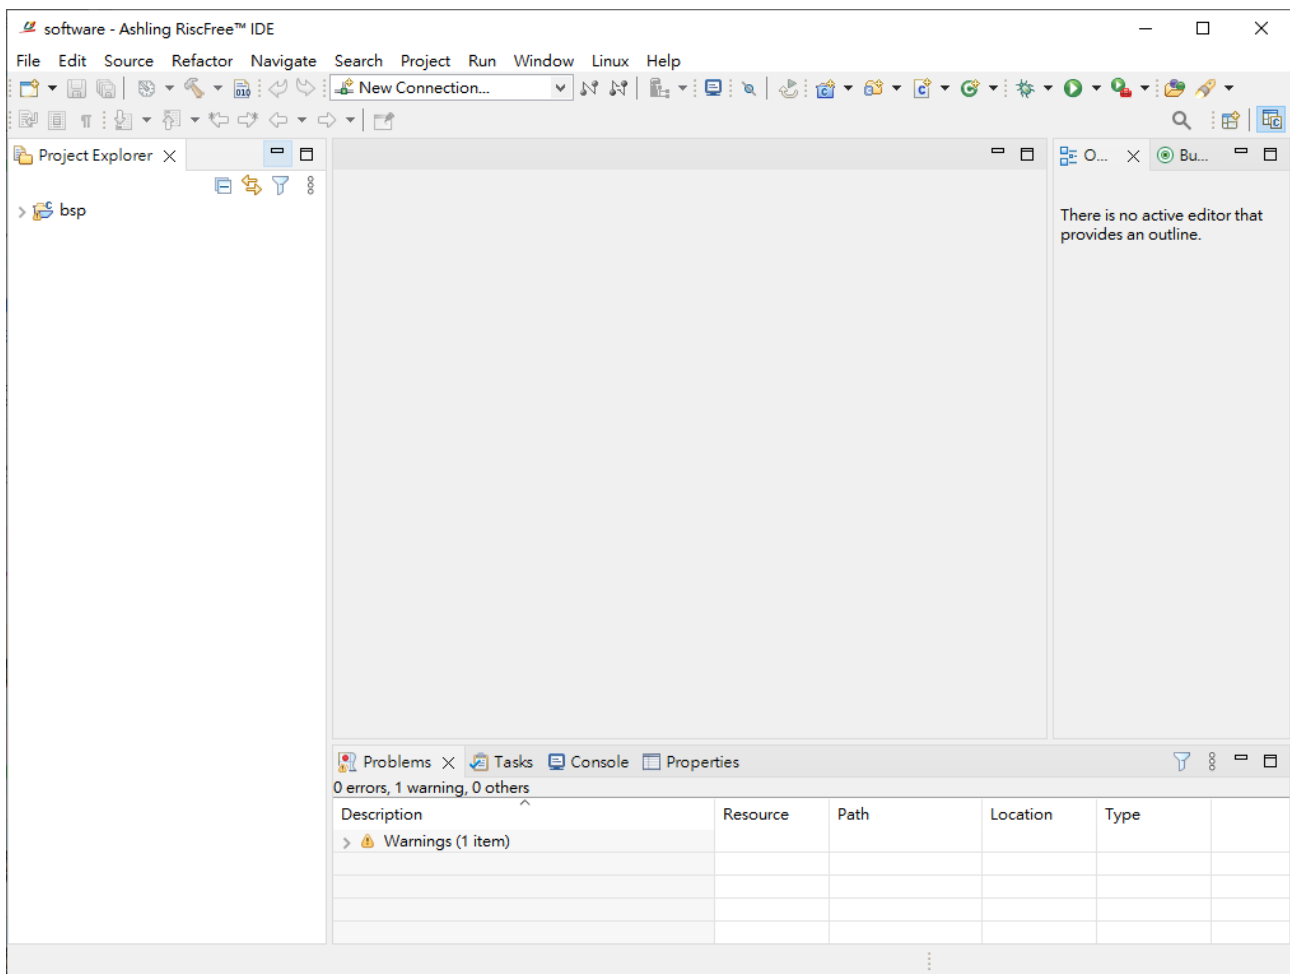 software - Ashling RiscFree™ IDE
File Edit Source Refactor Navigate Search Project Run Window Linux Help
010 New Connection...
Project Explorer
O... Bu...
bsp
There is no active editor that
provides an outline.
Problems Tasks Console Properties
0 errors, 1 warning, 0 others
Description Resource Path Location Type
Warnings (1 item)